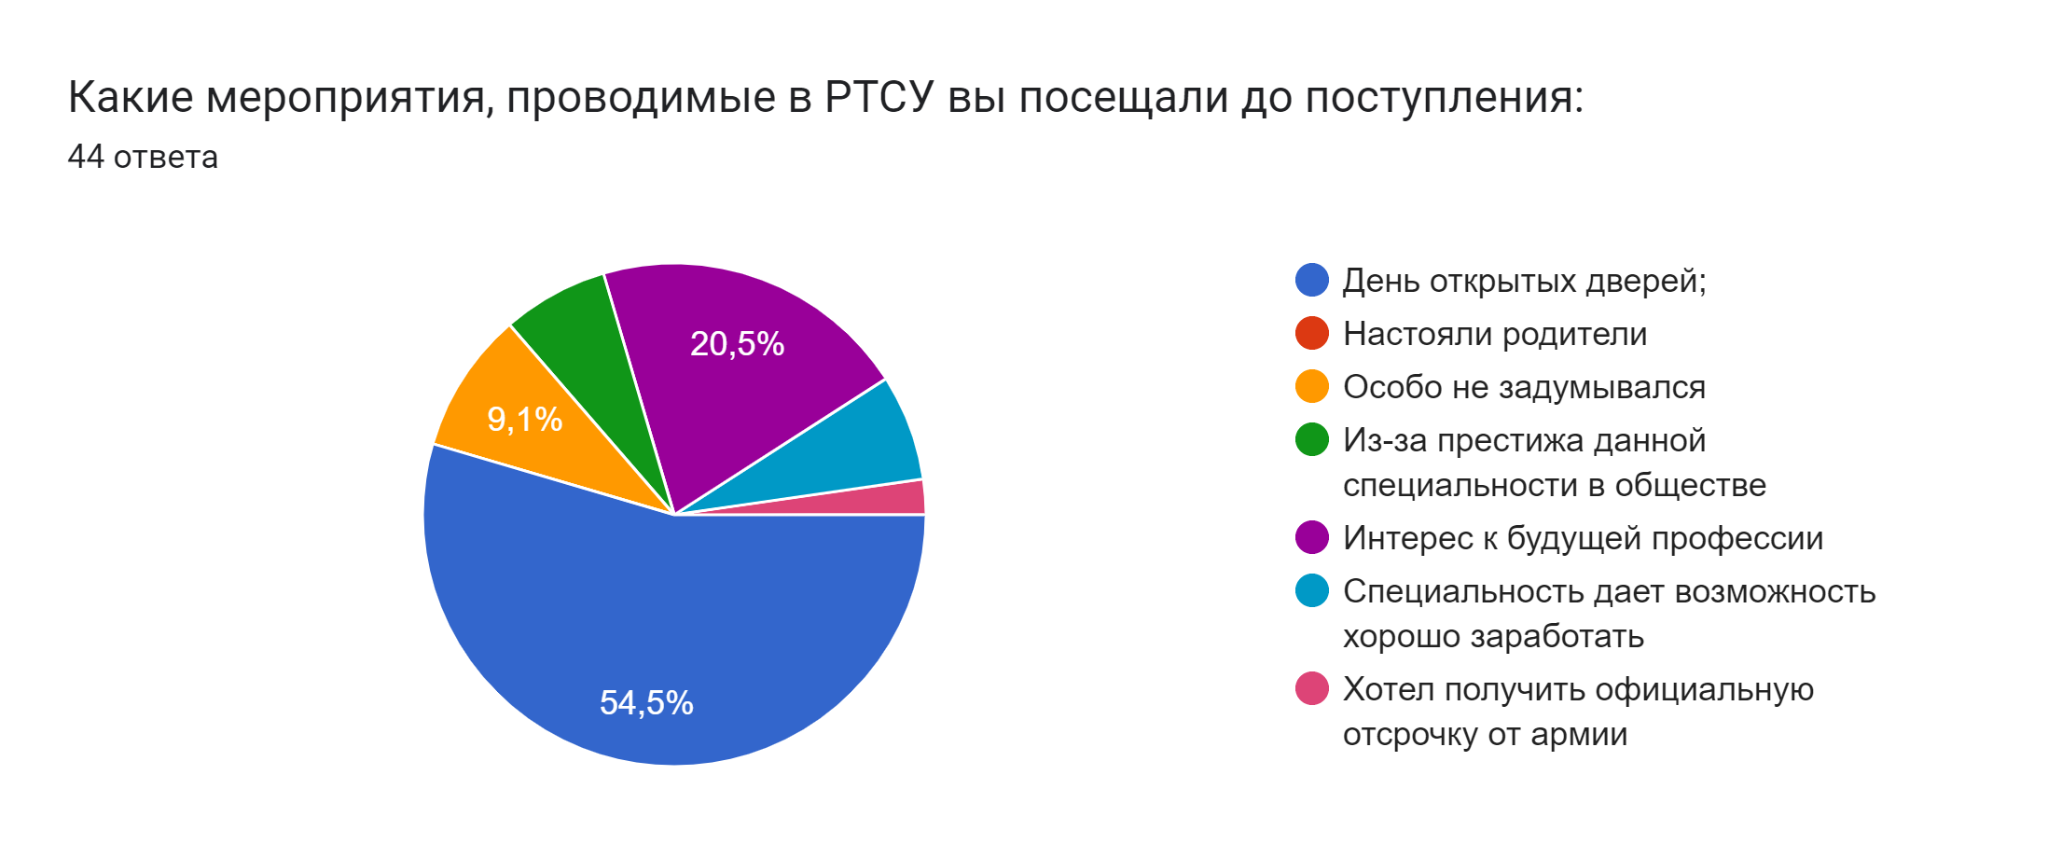 Какие мероприятия, проводимые в РТСУ вы посещали до поступления:
44 ответа
20,5%
9,1%
54,5%
День открытых дверей;
Настояли родители
Особо не задумывался
Из-за престижа данной
специальности в обществе
Интерес к будущей профессии
Специальность дает возможность
хорошо заработать
Хотел получить официальную
отсрочку от армии